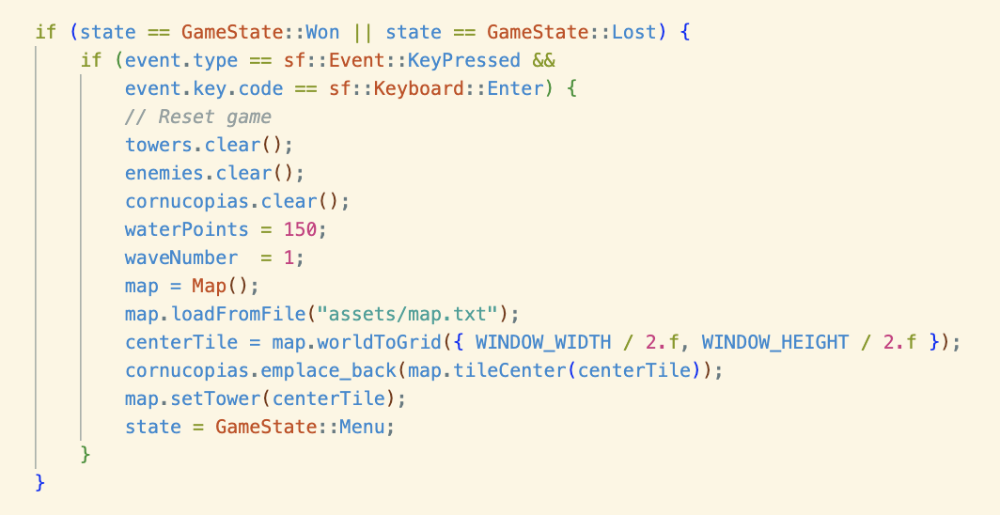 if (state == GameState::Won || state == GameState::Lost) {
    if (event.type == sf::Event::KeyPressed &&
        event.key.code == sf::Keyboard::Enter) {
        // Reset game
        towers.clear();
        enemies.clear();
        cornucopias.clear();
        waterPoints = 150;
        waveNumber  = 1;
        map = Map();
        map.loadFromFile("assets/map.txt");
        centerTile = map.worldToGrid({ WINDOW_WIDTH / 2.f, WINDOW_HEIGHT / 2.f });
        cornucopias.emplace_back(map.tileCenter(centerTile));
        map.setTower(centerTile);
        state = GameState::Menu;
    }
}